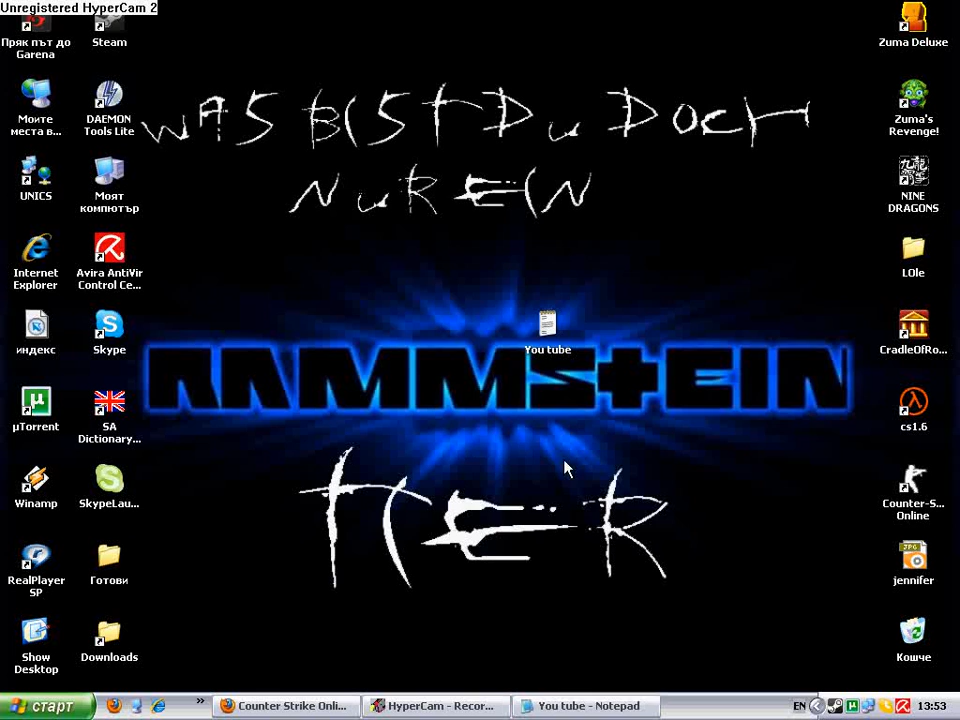 Unregistered HyperCam 2
Пряк път до
Garena
Steam
Zuma Deluxe
Моите
места в...
DAEMON
Tools Lite
Zuma's
Revenge!
WAS BIST DU DOCH
NUR EIN
UNICS
Моят
компютър
NINE
DRAGONS
Internet
Explorer
Avira AntiVir
Control Ce...
LOle
индекс
Skype
You tube
CradleOfRo...
RAMMSTEIN
µTorrent
SA
Dictionary...
cs1.6
TIER
Winamp
SkypeLau...
Counter-S...
Online
RealPlayer
SP
Готови
JPG
jennifer
Show
Desktop
Downloads
Кошче
старт
»
Counter Strike Onli...
HyperCam - Recor...
You tube - Notepad
EN
13:53